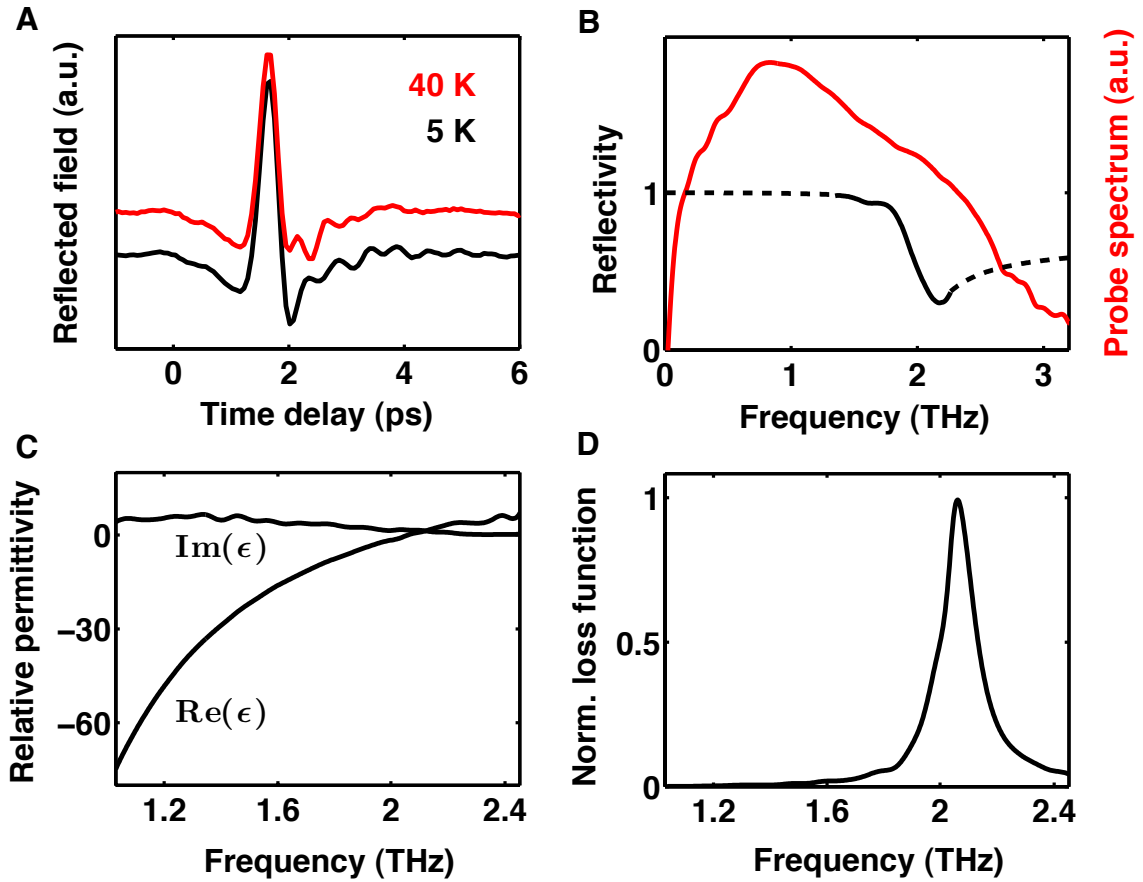 A
Reflected field (a.u.)
40 K
5 K
0
2
4
6
Time delay (ps)
B
Reflectivity
1
0
0
1
2
3
Frequency (THz)
Probe spectrum (a.u.)
C
Relative permittivity
0
−30
−60
Im(ϵ)
Re(ϵ)
1.2
1.6
2
2.4
Frequency (THz)
D
Norm. loss function
1
0.5
0
1.2
1.6
2
2.4
Frequency (THz)